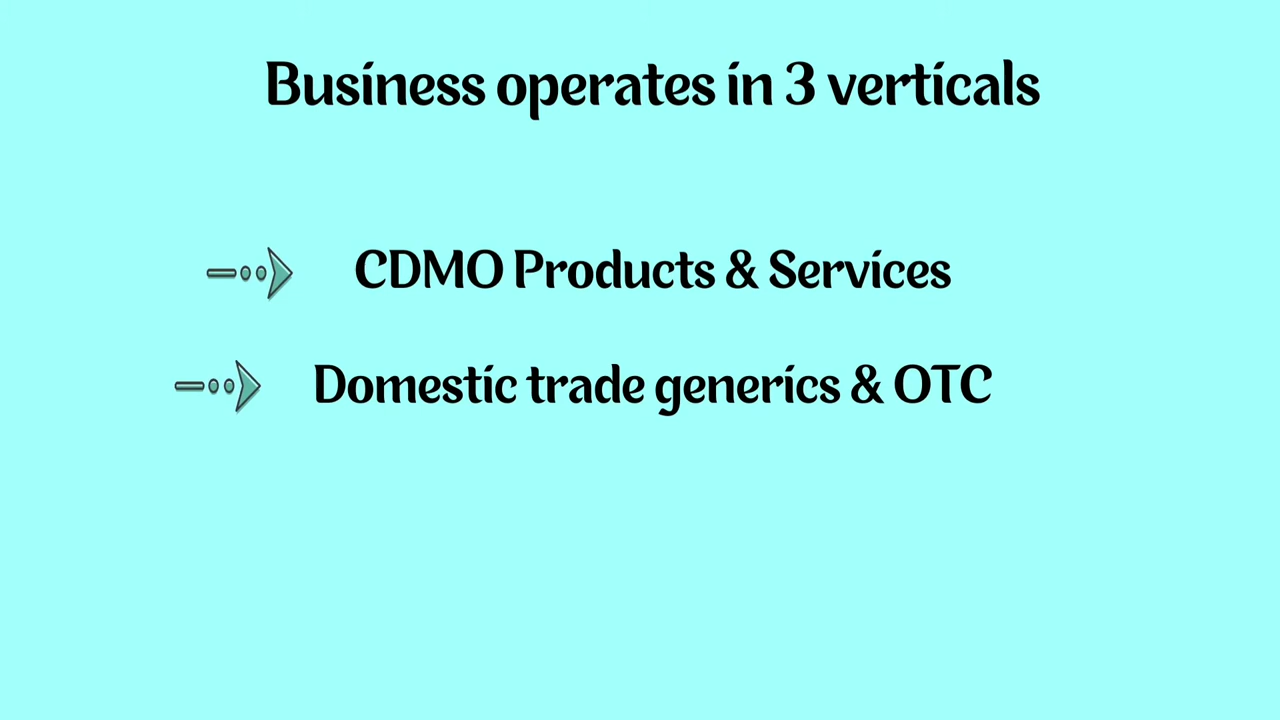 Business operates in 3 verticals
CDMO Products & Services
Domestic trade generics & OTC